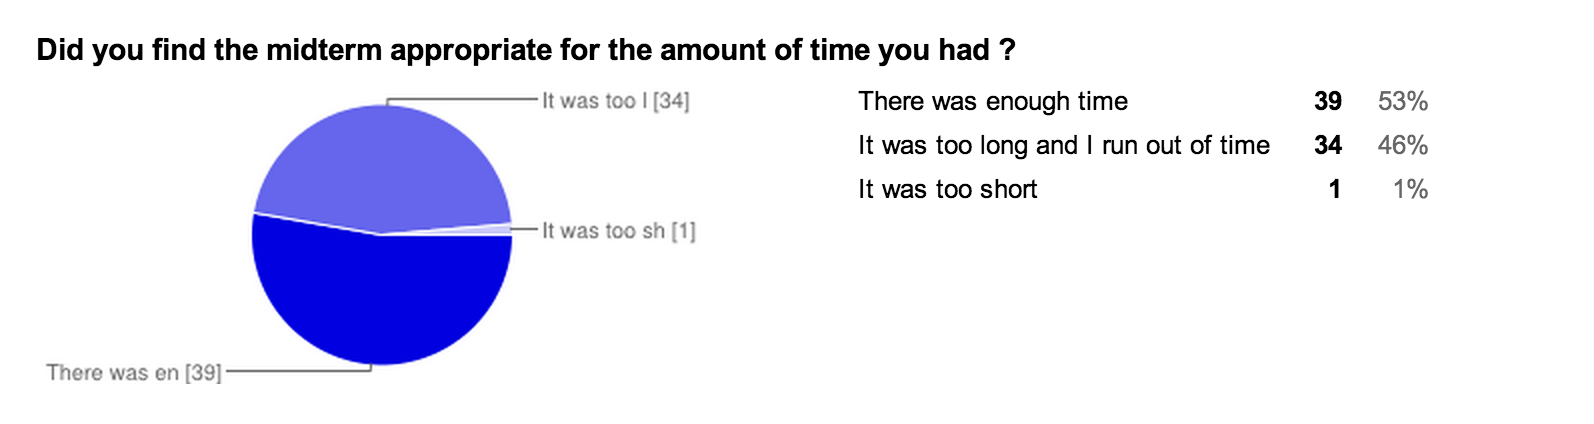 Did you find the midterm appropriate for the amount of time you had ?
It was too l [34]
It was too sh [1]
There was en [39]
There was enough time 39 53%
It was too long and I run out of time 34 46%
It was too short 1 1%